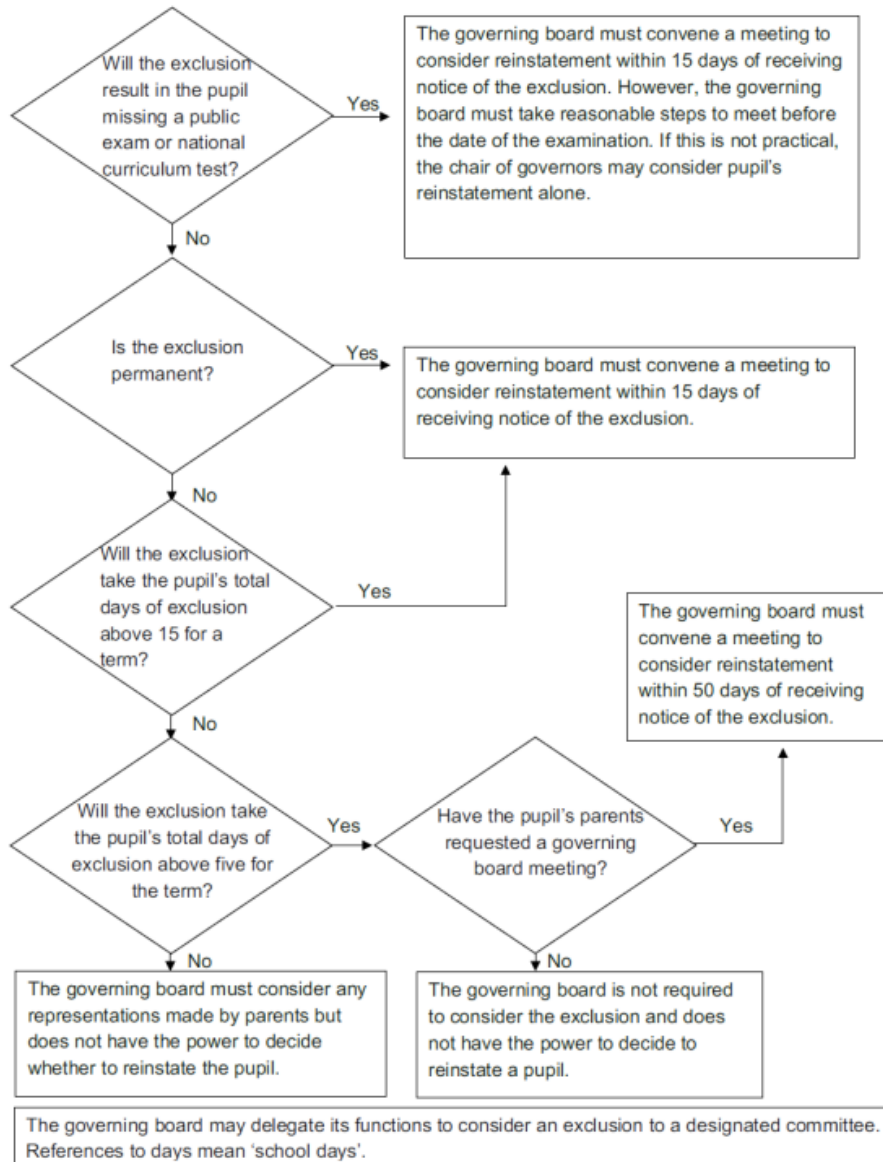 Will the exclusion
result in the pupil
missing a public
exam or national
curriculum test?
Yes
The governing board must convene a meeting to
consider reinstatement within 15 days of receiving
notice of the exclusion. However, the governing
board must take reasonable steps to meet before
the date of the examination. If this is not practical,
the chair of governors may consider pupil's
reinstatement alone.
No
Is the exclusion
permanent?
Yes
The governing board must convene a meeting to
consider reinstatement within 15 days of
receiving notice of the exclusion.
No
Will the exclusion
take the pupil's total
days of exclusion
above 15 for a
term?
Yes
The governing board must
convene a meeting to
consider reinstatement
within 50 days of receiving
notice of the exclusion.
No
Will the exclusion take
the pupil's total days of
exclusion above five for
the term?
Yes
Have the pupil's parents
requested a governing
board meeting?
Yes
No
The governing board must consider any
representations made by parents but
does not have the power to decide
whether to reinstate the pupil.
No
The governing board is not required
to consider the exclusion and does
not have the power to decide to
reinstate a pupil.
The governing board may delegate its functions to consider an exclusion to a designated committee.
References to days mean 'school days'.